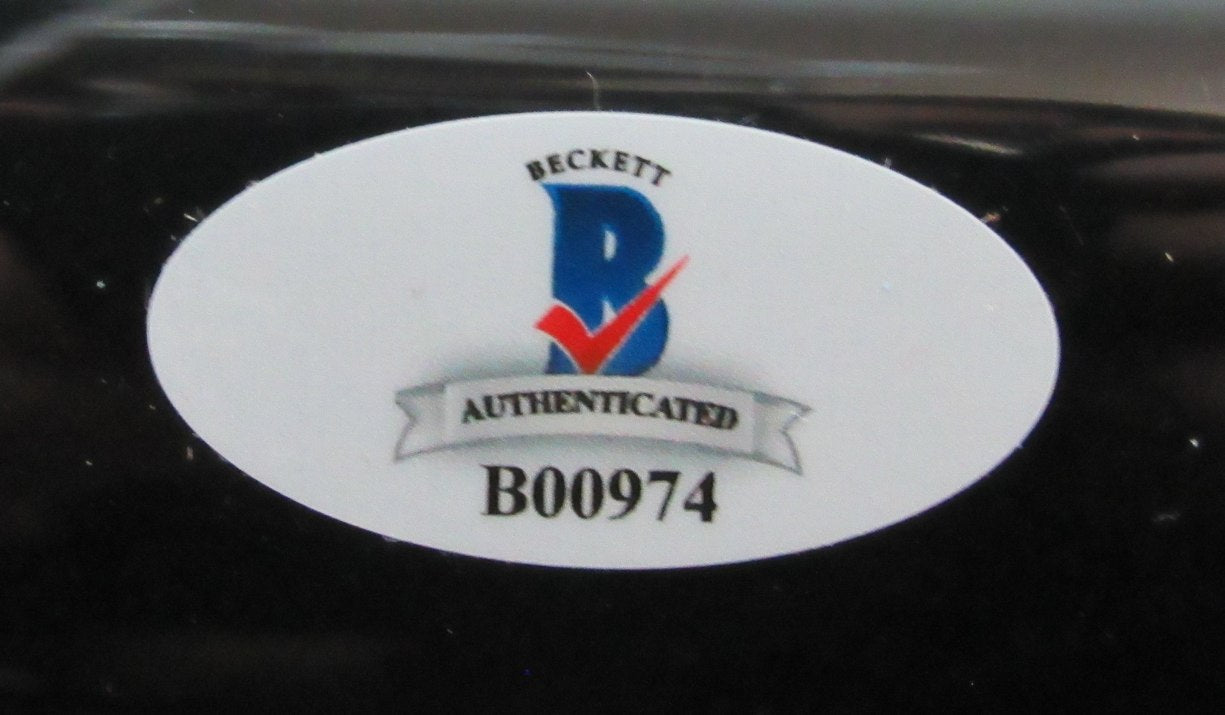 BECKETT
B
AUTHENTICATED
B00974